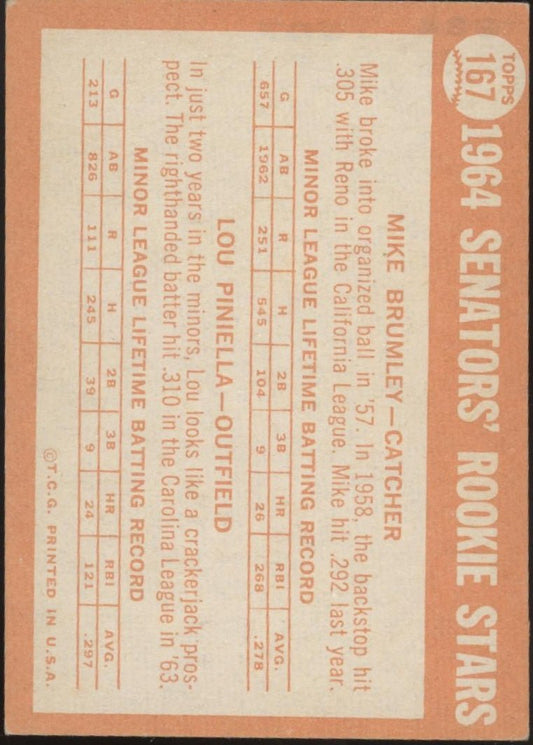 TOPPS
167
1964 SENATORS' ROOKIE STARS
MIKE BRUMLEY—CATCHER
Mike broke into organized ball in '57. In 1958, the backstop hit
.305 with Reno in the California League. Mike hit .292 last year.
MINOR LEAGUE LIFETIME BATTING RECORD
G AB R H 2B 3B HR RBI AVG.
657 1962 251 545 104 9 26 268 .278
LOU PINIELLA—OUTFIELD
In just two years in the minors, Lou looks like a crackerjack pros-
pect. The righthanded batter hit .310 in the Carolina League in '63.
MINOR LEAGUE LIFETIME BATTING RECORD
G AB R H 2B 3B HR RBI AVG.
213 826 111 245 39 9 24 121 .297
©T.C.G. PRINTED IN U.S.A.